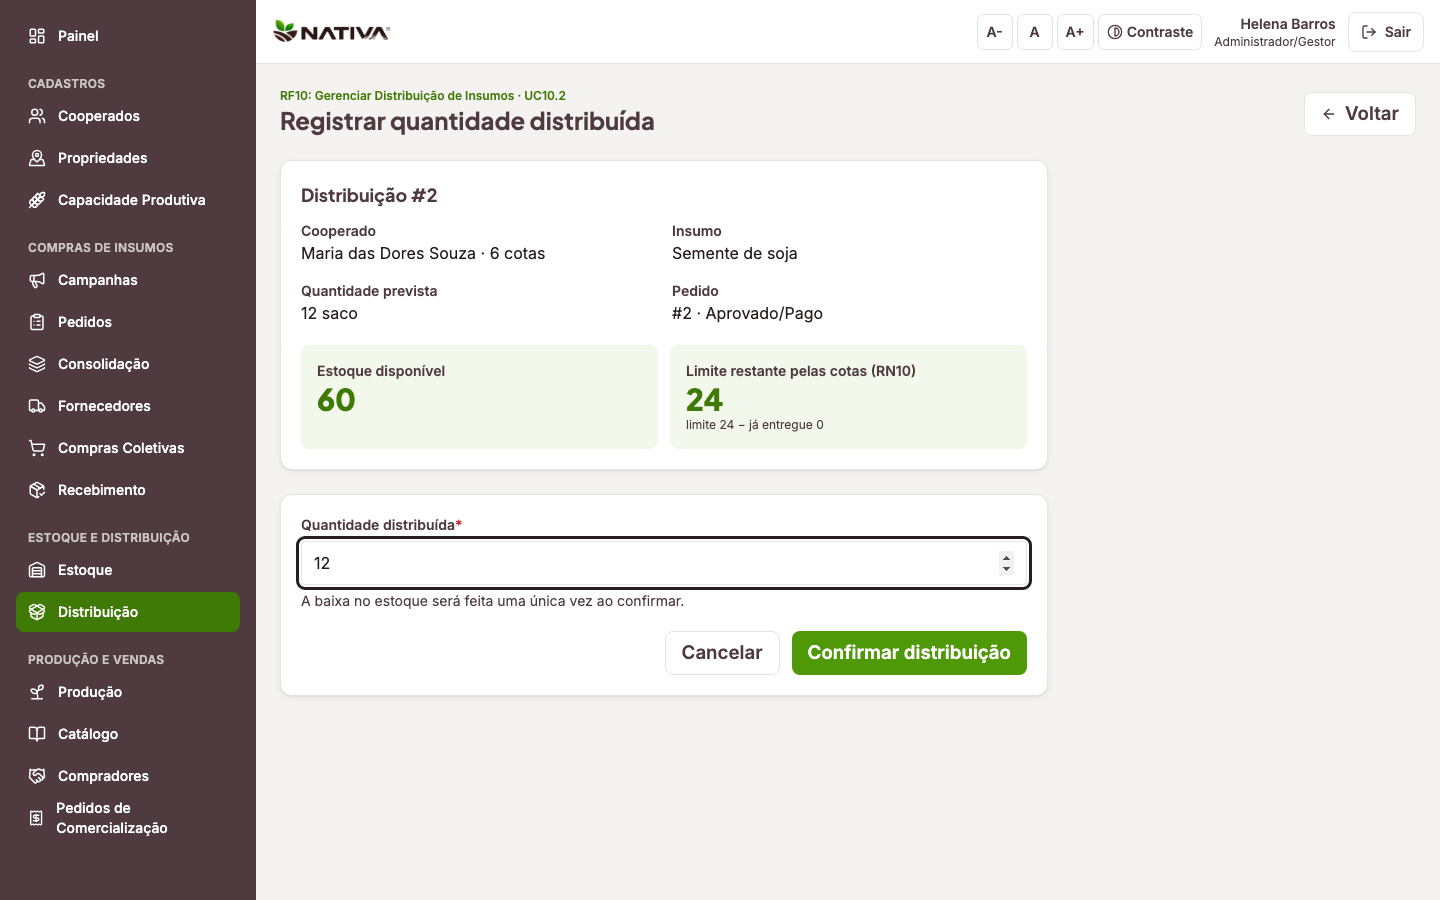 Painel
CADASTROS
Cooperados
Propriedades
Capacidade Produtiva
COMPRAS DE INSUMOS
Campanhas
Pedidos
Consolidação
Fornecedores
Compras Coletivas
Recebimento
ESTOQUE E DISTRIBUIÇÃO
Estoque
Distribuição
PRODUÇÃO E VENDAS
Produção
Catálogo
Compradores
Pedidos de
Comercialização
NATIVA
A-
A
A+
Contraste
Helena Barros
Administrador/Gestor
Sair
RF10: Gerenciar Distribuição de Insumos · UC10.2
Registrar quantidade distribuída
Voltar
Distribuição #2
Cooperado
Maria das Dores Souza · 6 cotas
Insumo
Semente de soja
Quantidade prevista
12 saco
Pedido
#2 · Aprovado/Pago
Estoque disponível
60
Limite restante pelas cotas (RN10)
24
limite 24 − já entregue 0
Quantidade distribuída*
12
A baixa no estoque será feita uma única vez ao confirmar.
Cancelar
Confirmar distribuição